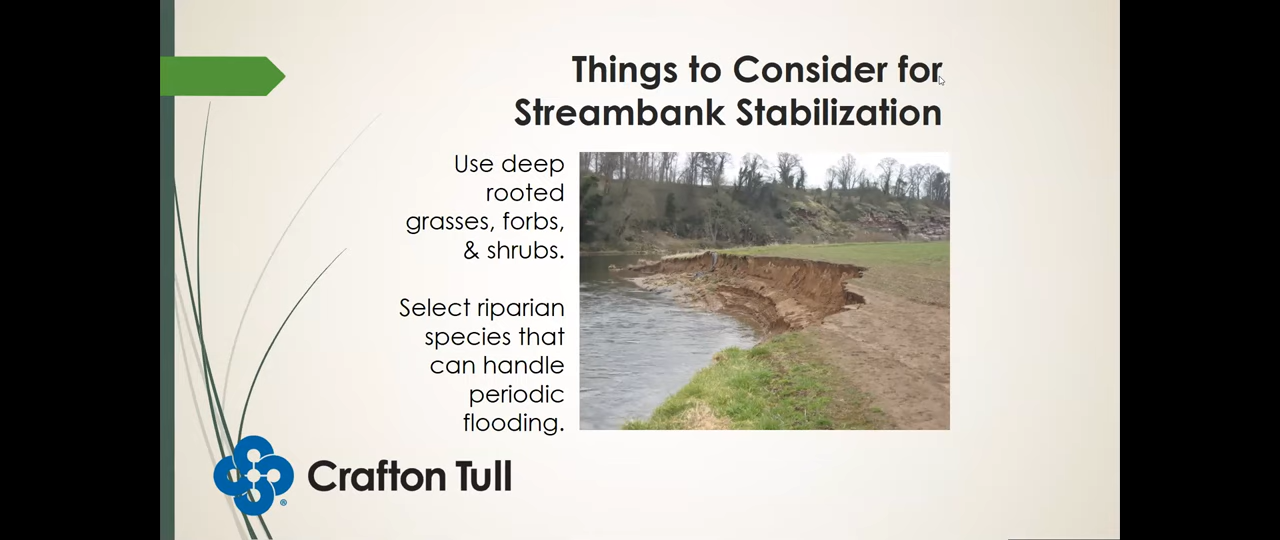 Things to Consider for
Streambank Stabilization
Use deep
rooted
grasses, forbs,
& shrubs.
Select riparian
species that
can handle
periodic
flooding.
Crafton Tull
®